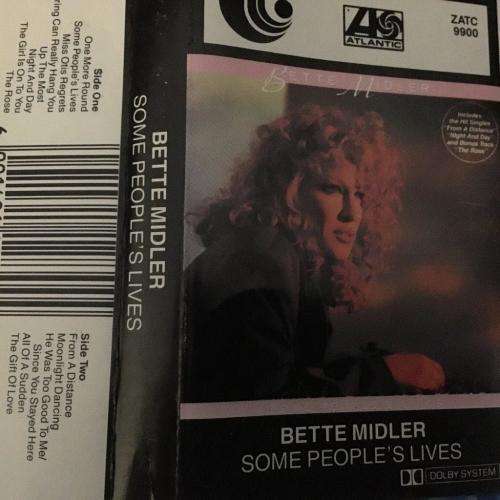 Side One
One More Round
Some People's Lives
Miss Otis Regrets
ring Can Really Hang You
Up The Most
Night And Day
The Girl Is On To You
The Rose
Side Two
From A Distance
Moonlight Dancing
He Was Too Good To Me/
Since You Stayed Here
All Of A Sudden
The Gift Of Love
BETTE MIDLER
SOME PEOPLE'S LIVES
ATLANTIC
ZATC
9900
BETTE MIDLER
Includes
the Hit Singles
'From A Distance'
'Night And Day'
and Bonus Track
'The Rose'
BETTE MIDLER
SOME PEOPLE'S LIVES
DOLBY SYSTEM